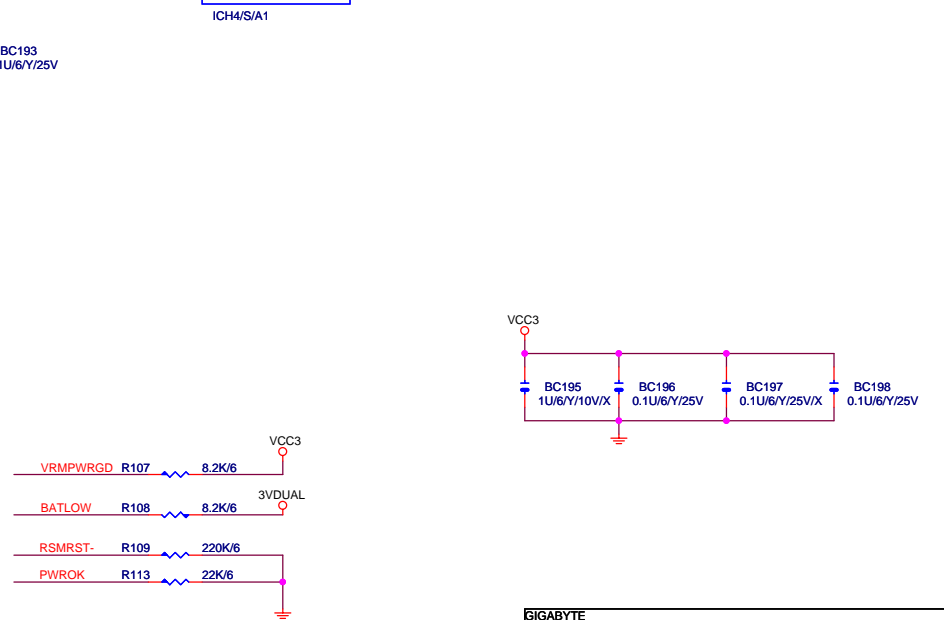 ICH4/S/A1
BC193
1U/6/Y/25V
VCC3
BC195 BC196 BC197 BC198
1U/6/Y/10V/X 0.1U/6/Y/25V 0.1U/6/Y/25V/X 0.1U/6/Y/25V
VCC3
VRMPWRGD R107 8.2K/6
3VDUAL
BATLOW R108 8.2K/6
RSMRST- R109 220K/6
PWROK R113 22K/6
GIGABYTE